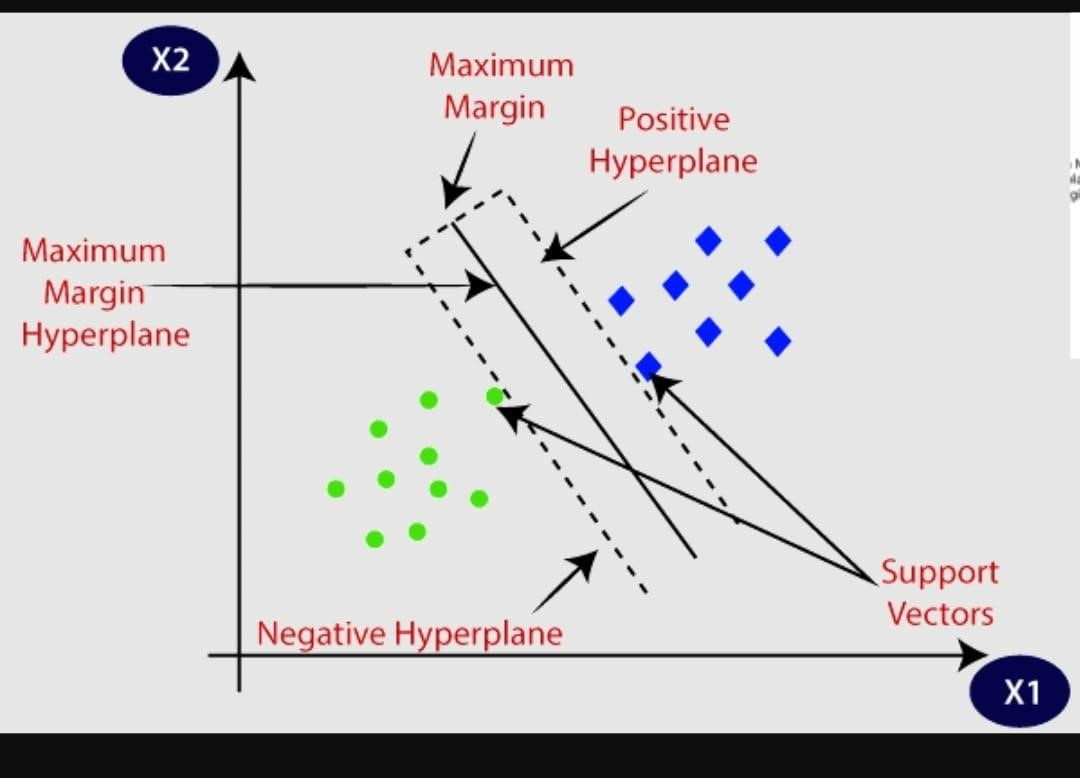 X2
Maximum
Margin
Positive
Hyperplane
Maximum
Margin
Hyperplane
Support
Vectors
Negative Hyperplane
X1